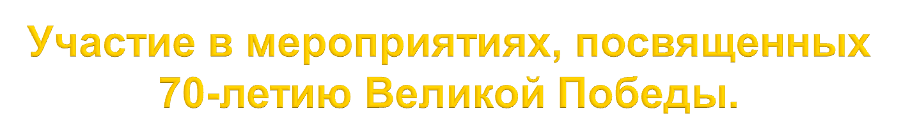 Участие в мероприятиях, посвященных
70-летию Великой Победы.